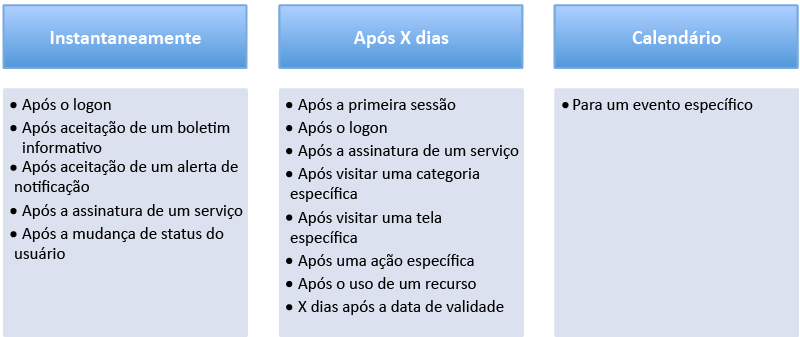 Instantaneamente
• Após o logon
• Após aceitação de um boletim
informativo
• Após aceitação de um alerta de
notificação
• Após a assinatura de um serviço
• Após a mudança de status do
usuário
Após X dias
• Após a primeira sessão
• Após o logon
• Após a assinatura de um serviço
• Após visitar uma categoria
específica
• Após visitar uma tela
específica
• Após uma ação específica
• Após o uso de um recurso
• X dias após a data de validade
Calendário
• Para um evento específico